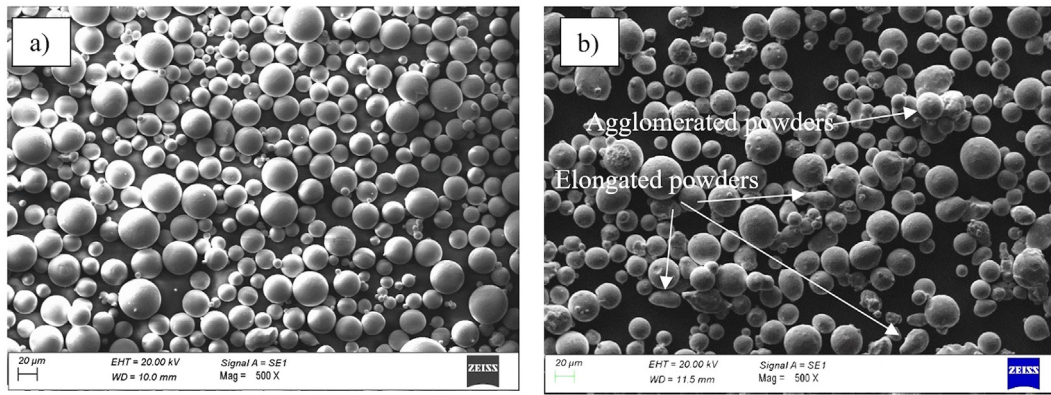 a)
20 μm
EHT = 20.00 kV
WD = 10.0 mm
Signal A = SE1
Mag = 500 X
ZEISS
b)
Agglomerated powders
Elongated powders
20 μm
EHT = 20.00 kV
WD = 11.5 mm
Signal A = SE1
Mag = 500 X
ZEISS